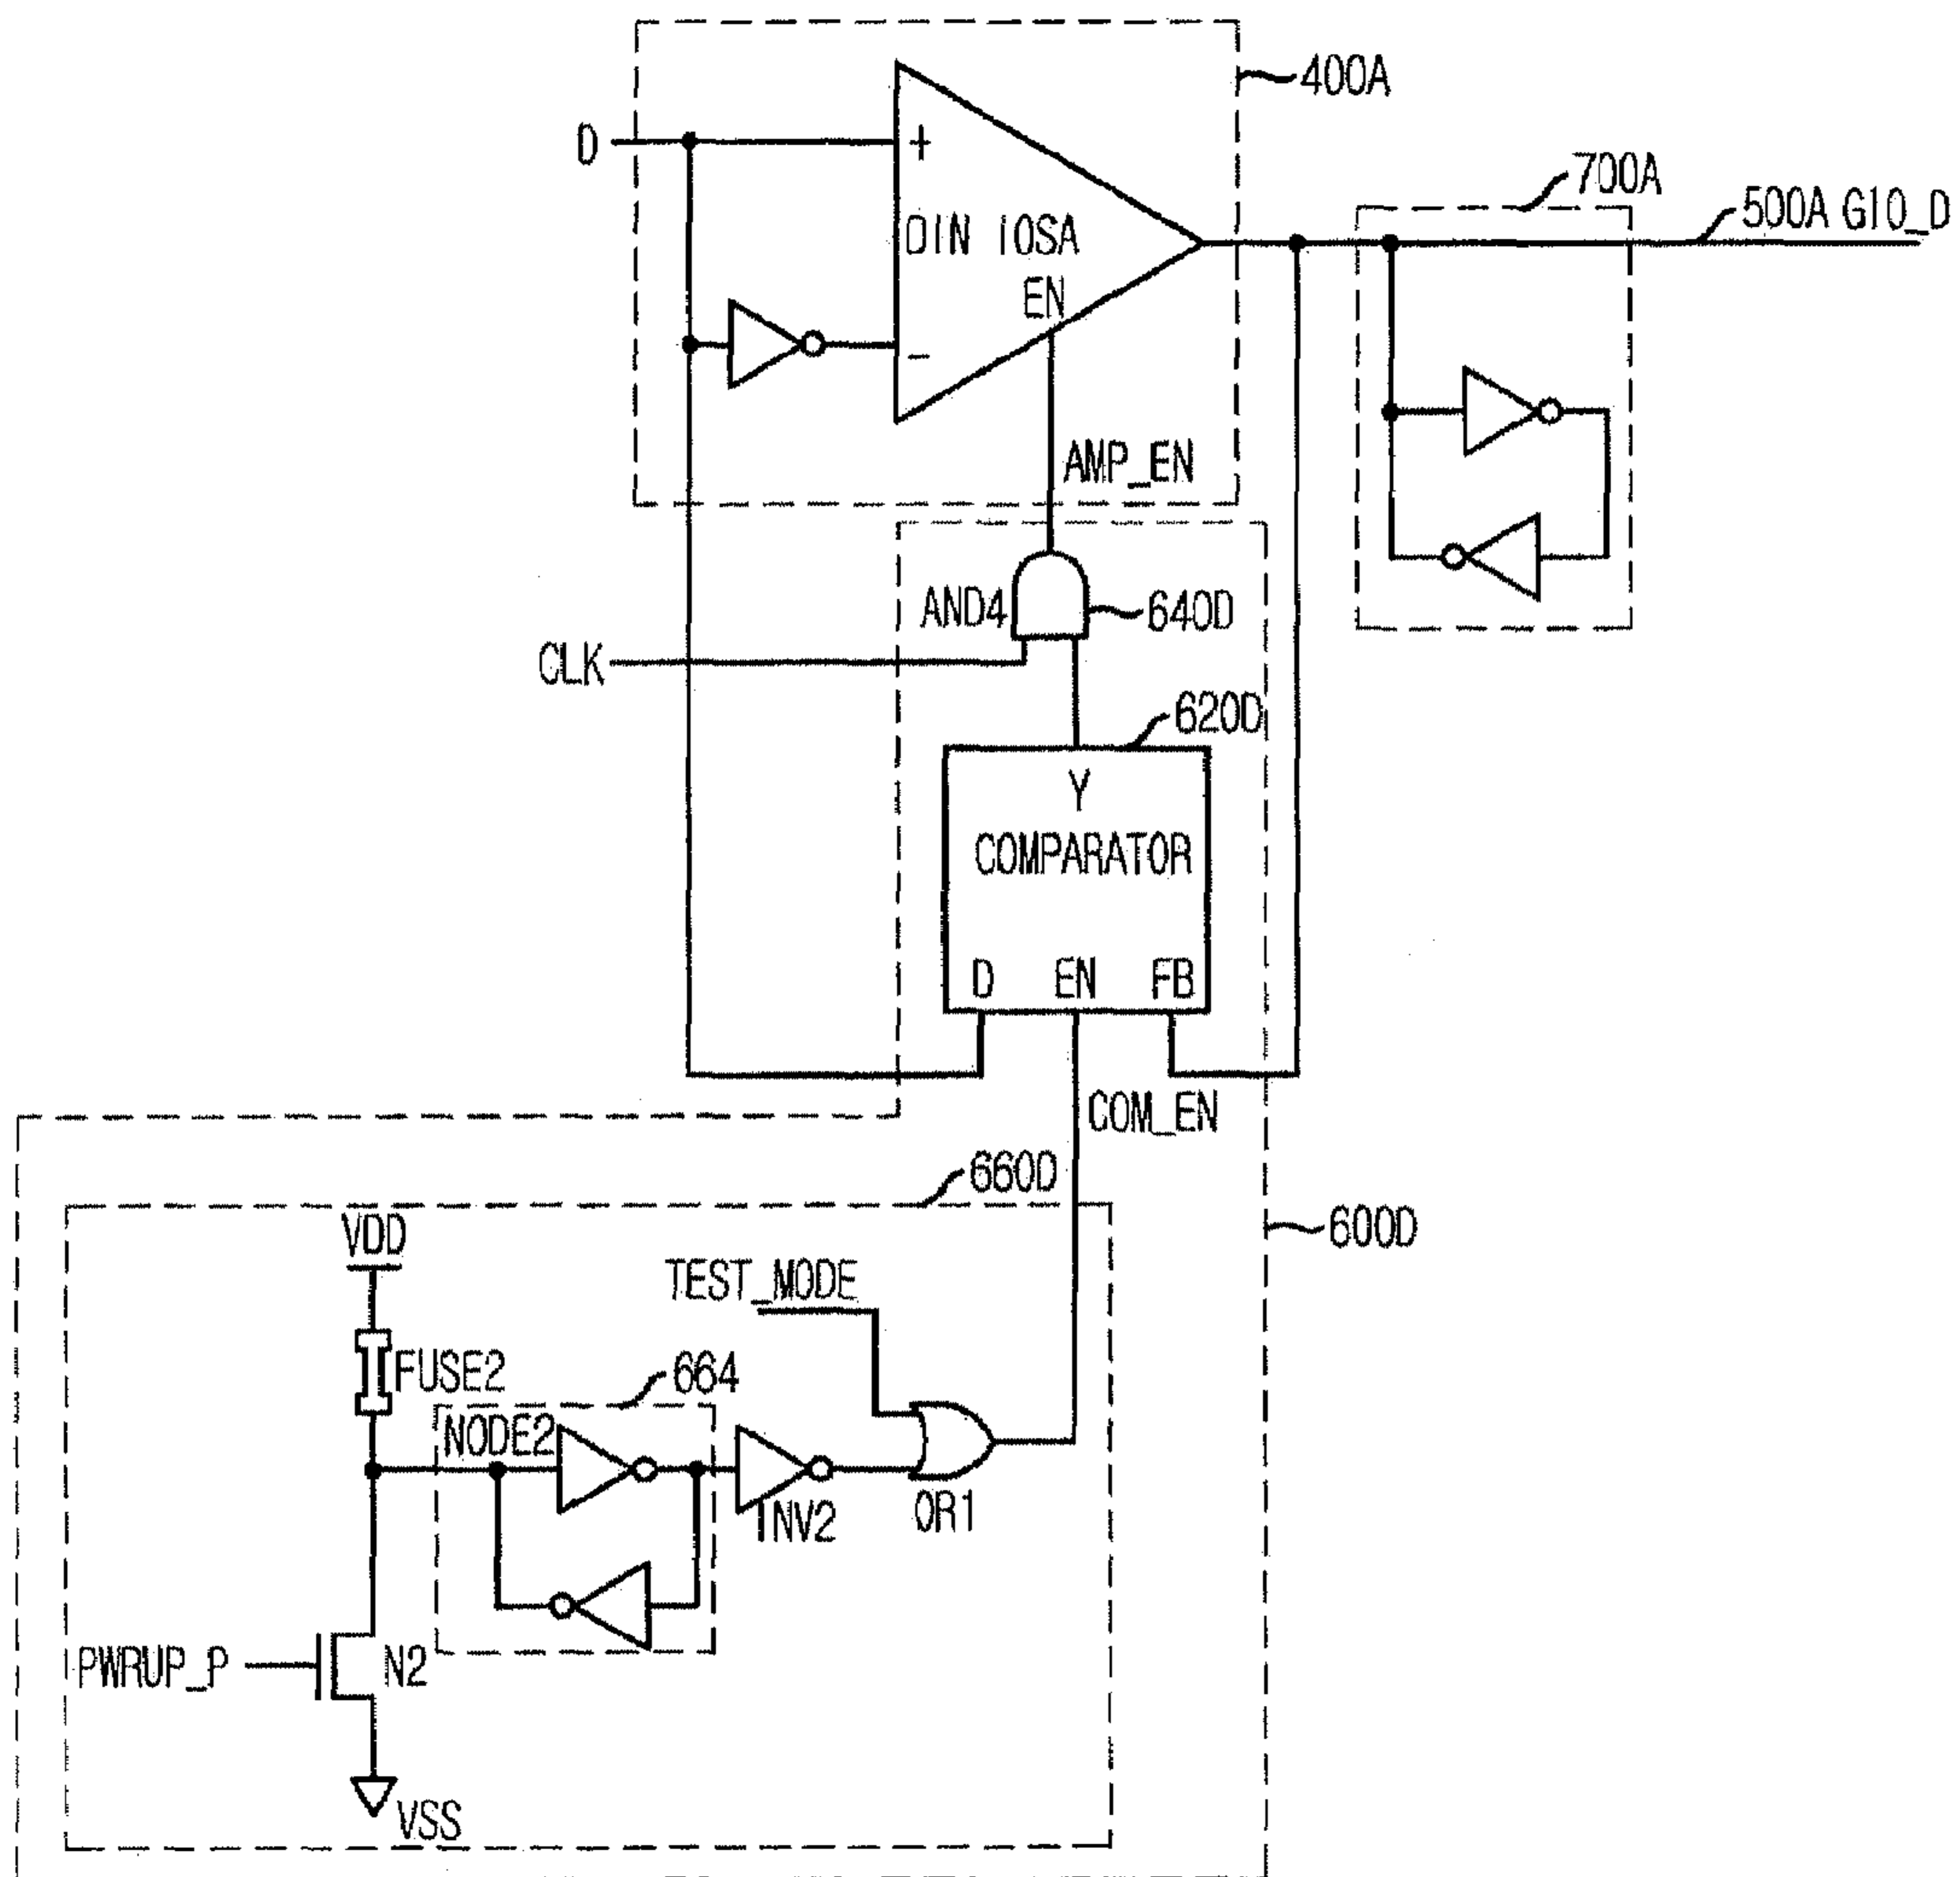 400A
D
+
700A
500A GIO_D
DIN IOSA
EN
-
AMP_EN
AND4
640D
CLK
620D
Y
COMPARATOR
D EN FB
COM_EN
660D
VDD
600D
TEST_MODE
FUSE2
664
NODE2
INV2
OR1
PWRUP_P
N2
VSS